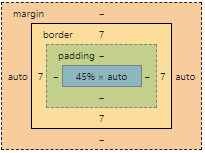 margin –
border 7
padding –
auto 7 – 45% × auto – 7 auto
–
7
–